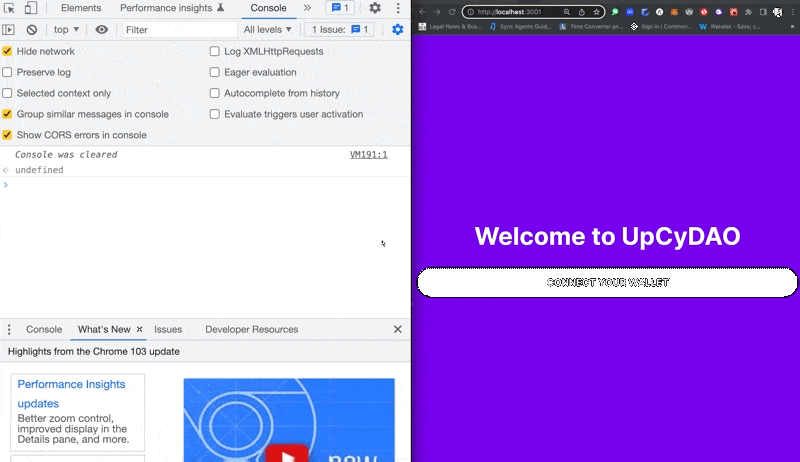 Elements
Performance insights
Console
1
top
Filter
All levels
1 Issue:
1
Hide network
Log XMLHttpRequests
Preserve log
Eager evaluation
Selected context only
Autocomplete from history
Group similar messages in console
Evaluate triggers user activation
Show CORS errors in console
Console was cleared
VM191:1
undefined
Console
What's New
Issues
Developer Resources
Highlights from the Chrome 103 update
Performance Insights
updates
Better zoom control,
improved display in the
Details pane, and more.
new
http://localhost:3001
Legal News & Bus...
Sync Agents Guid...
Time Converter an...
Sign in | Common...
Wakelet - Save, c...
Welcome to UpCyDAO
CONNECT YOUR WALLET